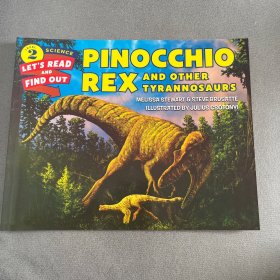 2
SCIENCE
LET'S READ
AND
FIND OUT
PINOCCHIO
REX AND OTHER
TYRANNOSAURS
MELISSA STEWART & STEVE BRUSATTE
ILLUSTRATED BY JULIUS CSOTONYI